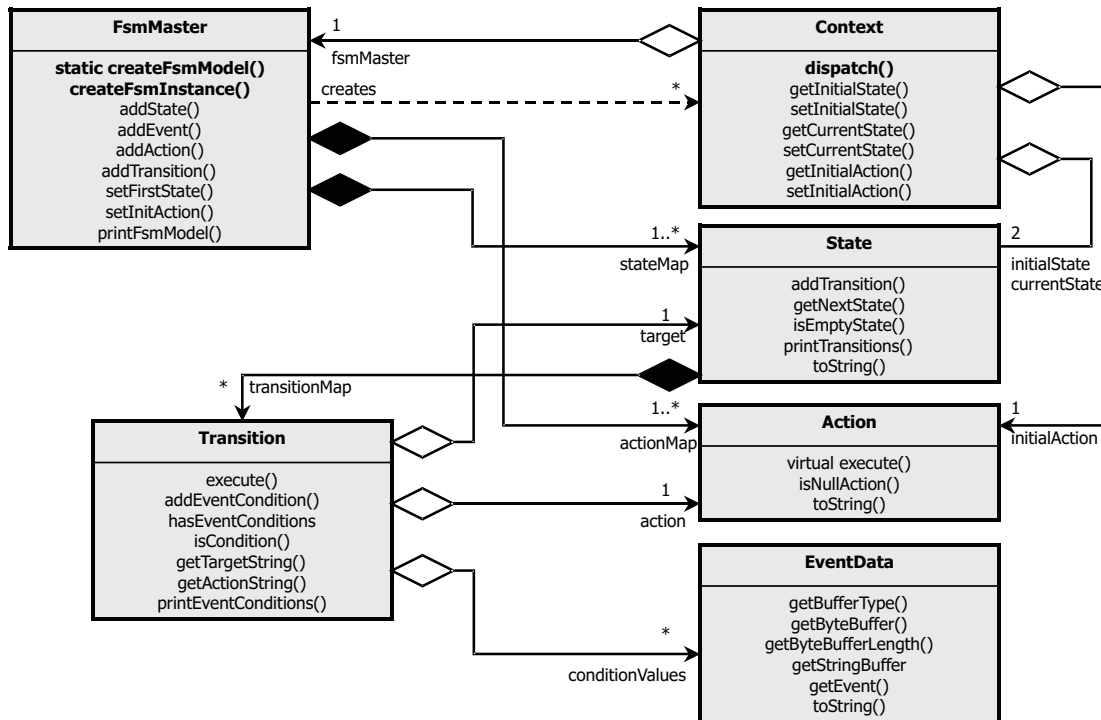 FsmMaster
static createFsmModel()
createFsmInstance()
addState()
addEvent()
addAction()
addTransition()
setFirstState()
setInitAction()
printFsmModel()
1
fsmMaster
creates
*
Context
dispatch()
getInitialState()
setInitialState()
getCurrentState()
setCurrentState()
getInitialAction()
setInitialAction()
1..*
stateMap
State
addTransition()
getNextState()
isEmptyState()
printTransitions()
toString()
2
initialState
currentState
1
target
*
transitionMap
Transition
execute()
addEventCondition()
hasEventConditions
isCondition()
getTargetString()
getActionString()
printEventConditions()
1..*
actionMap
Action
virtual execute()
isNullAction()
toString()
1
initialAction
1
action
*
conditionValues
EventData
getBufferType()
getByteBuffer()
getByteBufferLength()
getStringBuffer
getEvent()
toString()